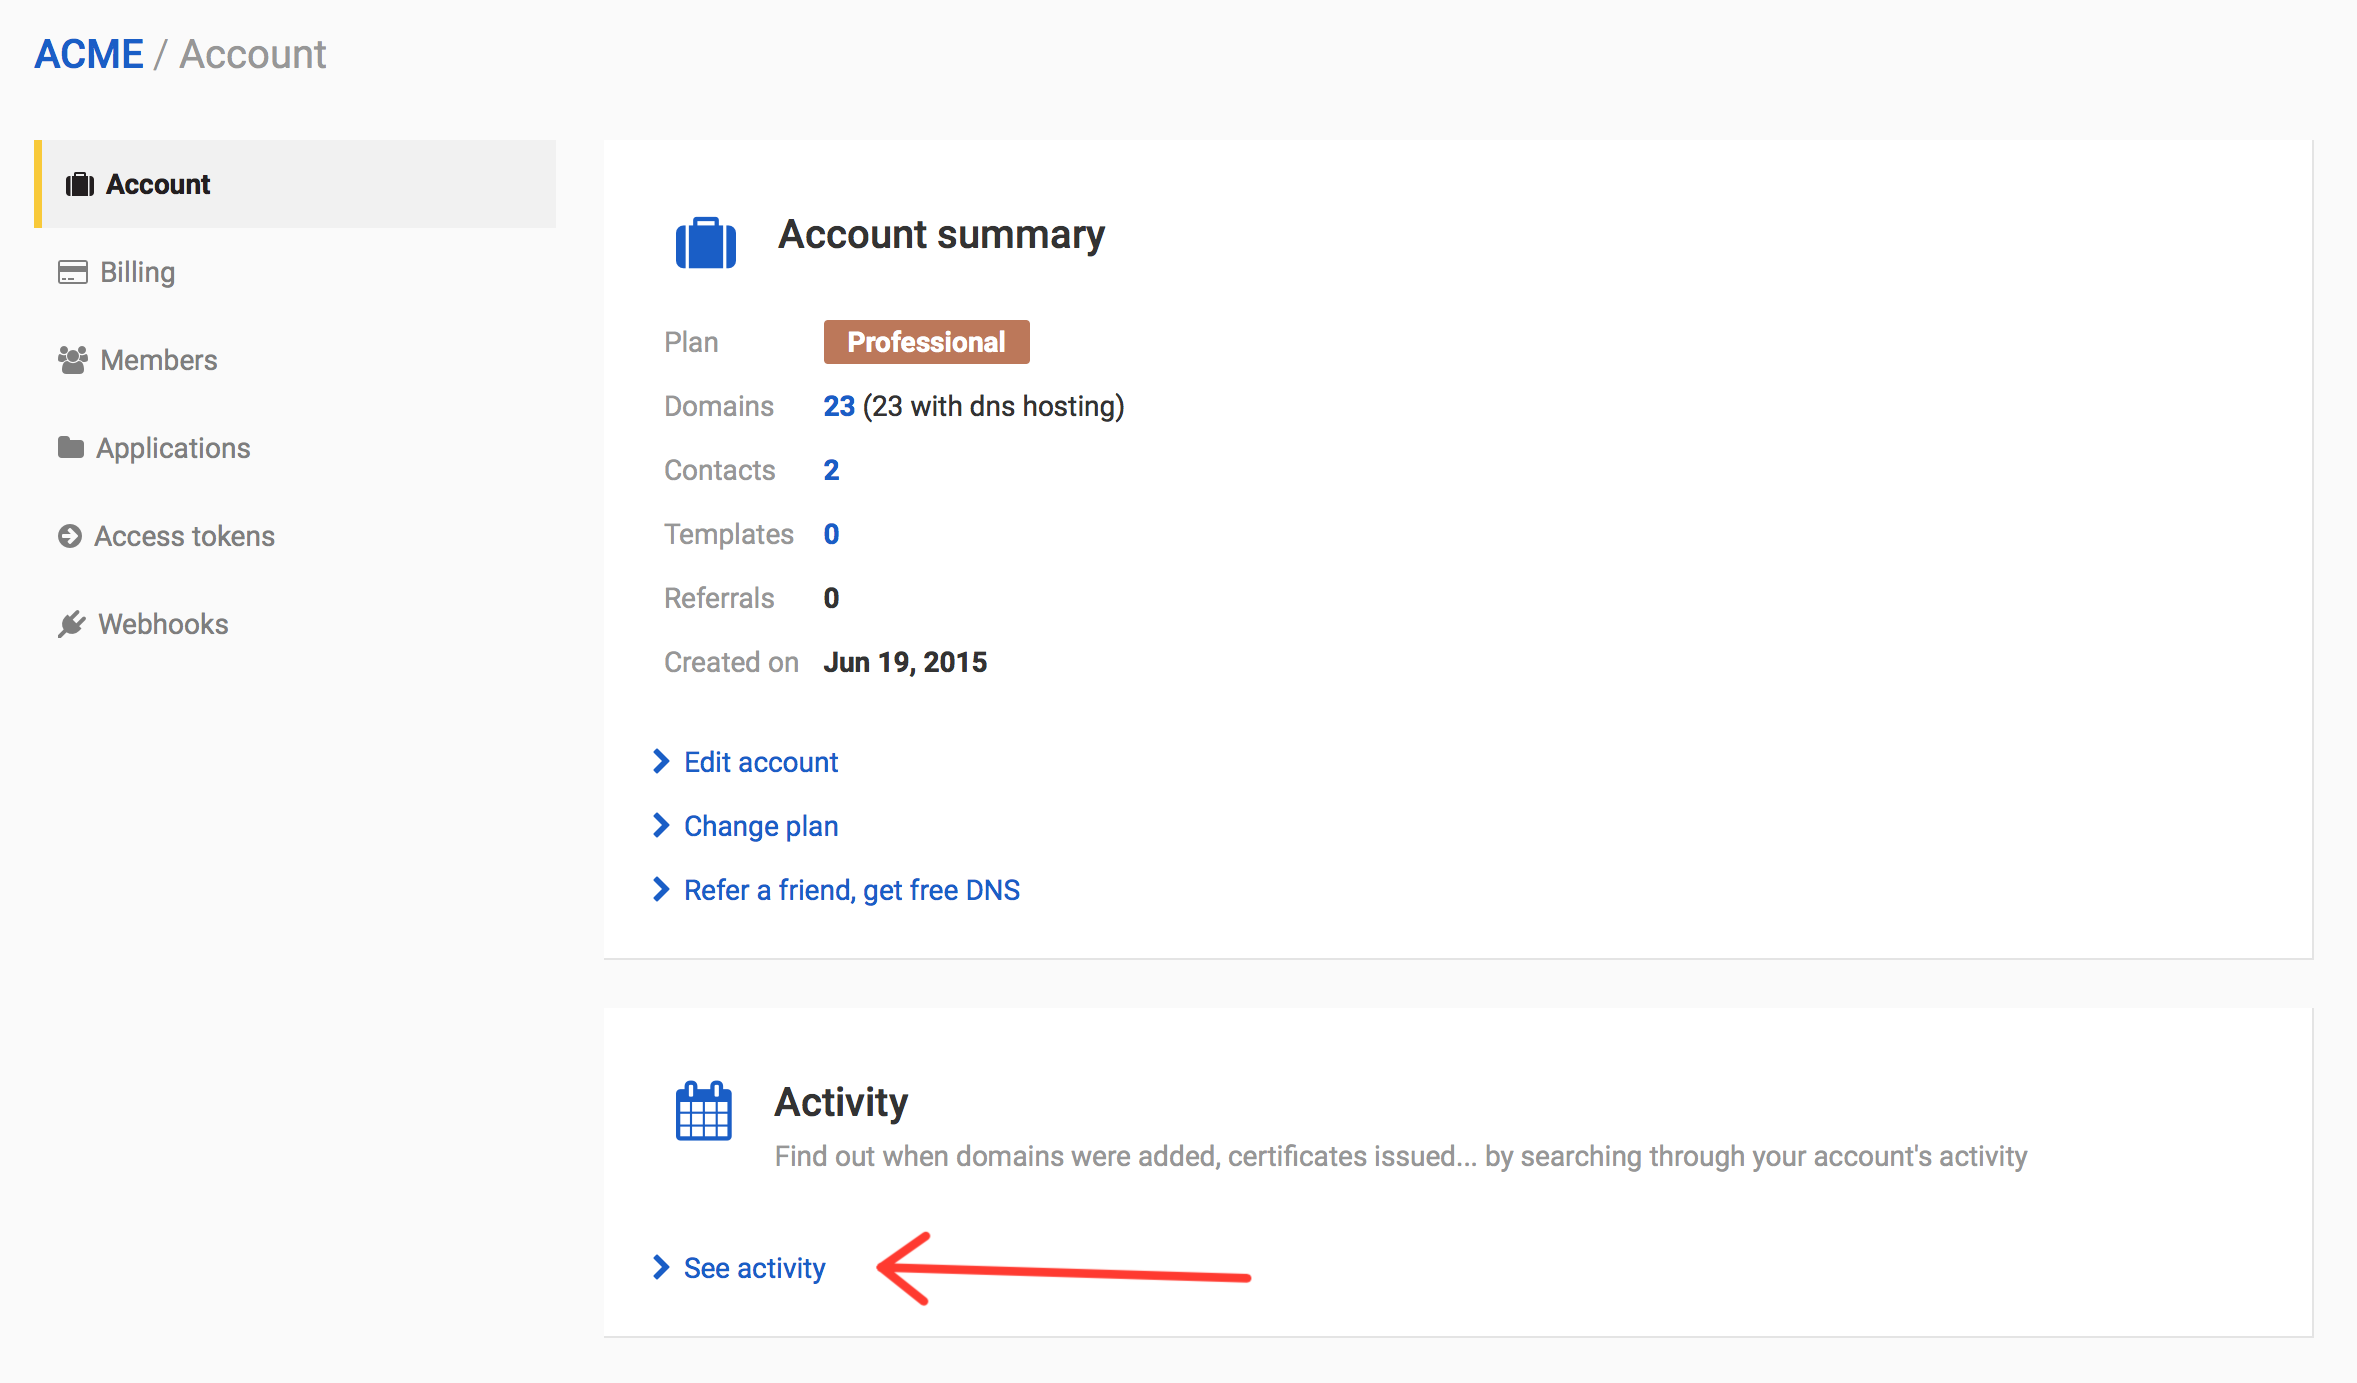 ACME / Account
Account
Billing
Members
Applications
Access tokens
Webhooks
Account summary
Plan Professional
Domains 23 (23 with dns hosting)
Contacts 2
Templates 0
Referrals 0
Created on Jun 19, 2015
Edit account
Change plan
Refer a friend, get free DNS
Activity
Find out when domains were added, certificates issued... by searching through your account's activity
See activity